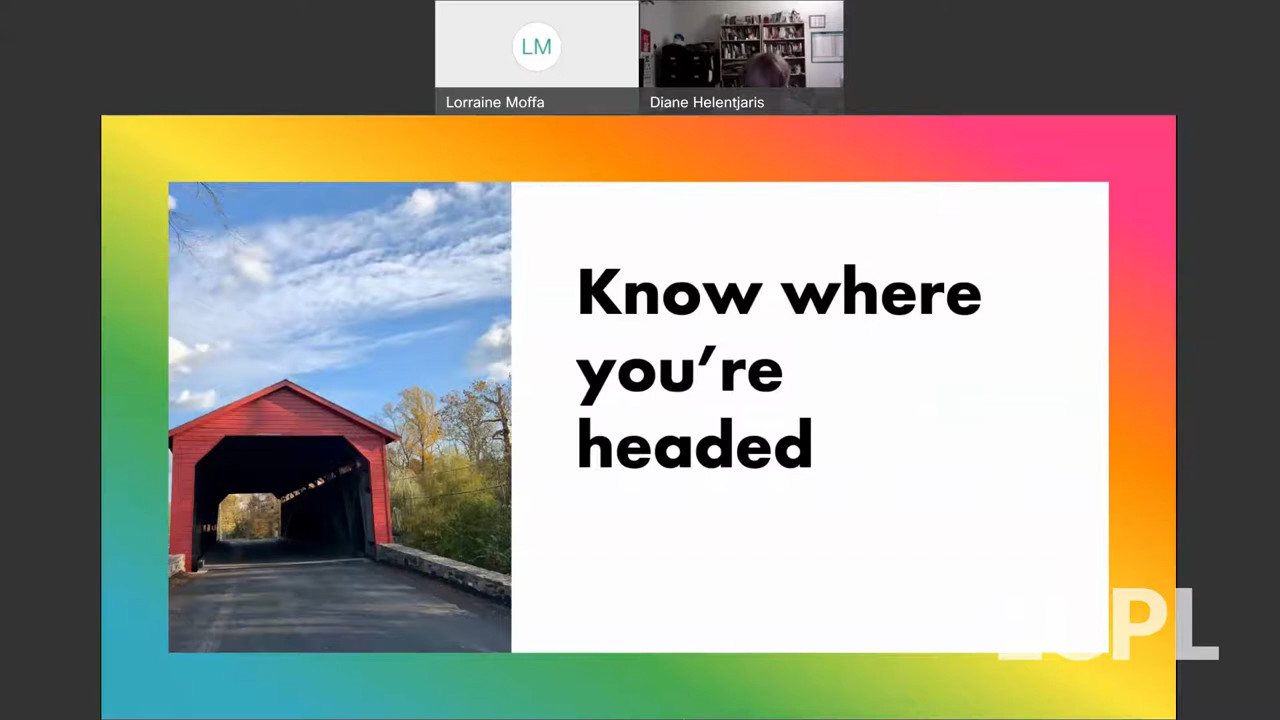 LM
Lorraine Moffa
Diane Helentjaris
Know where
you’re
headed